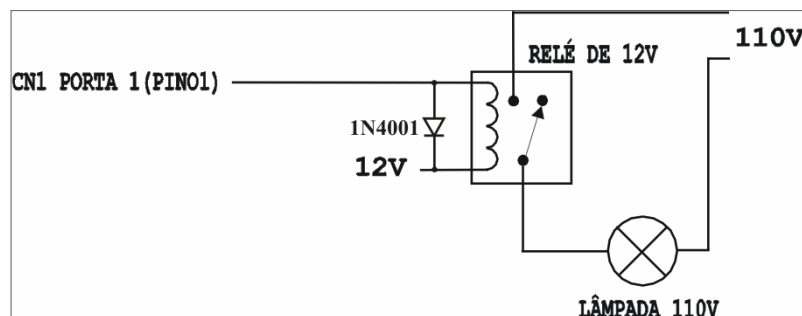 110V
RELÉ DE 12V
CN1 PORTA 1(PINO1)
1N4001
12V
LÂMPADA 110V